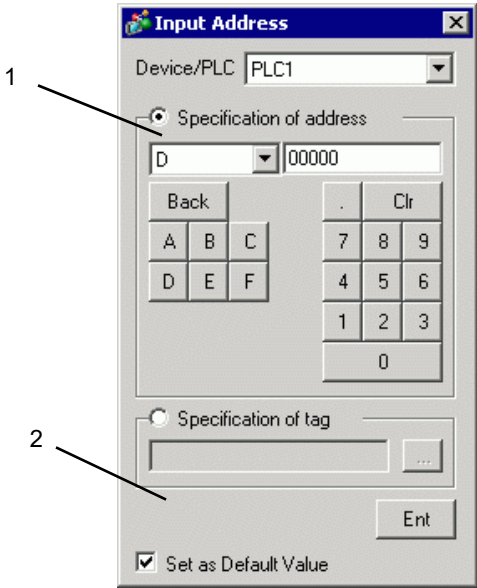 Input Address
Device/PLC PLC1
1
Specification of address
D 00000
Back . Clr
A B C 7 8 9
D E F 4 5 6
1 2 3
0
Specification of tag
2
...
Ent
Set as Default Value